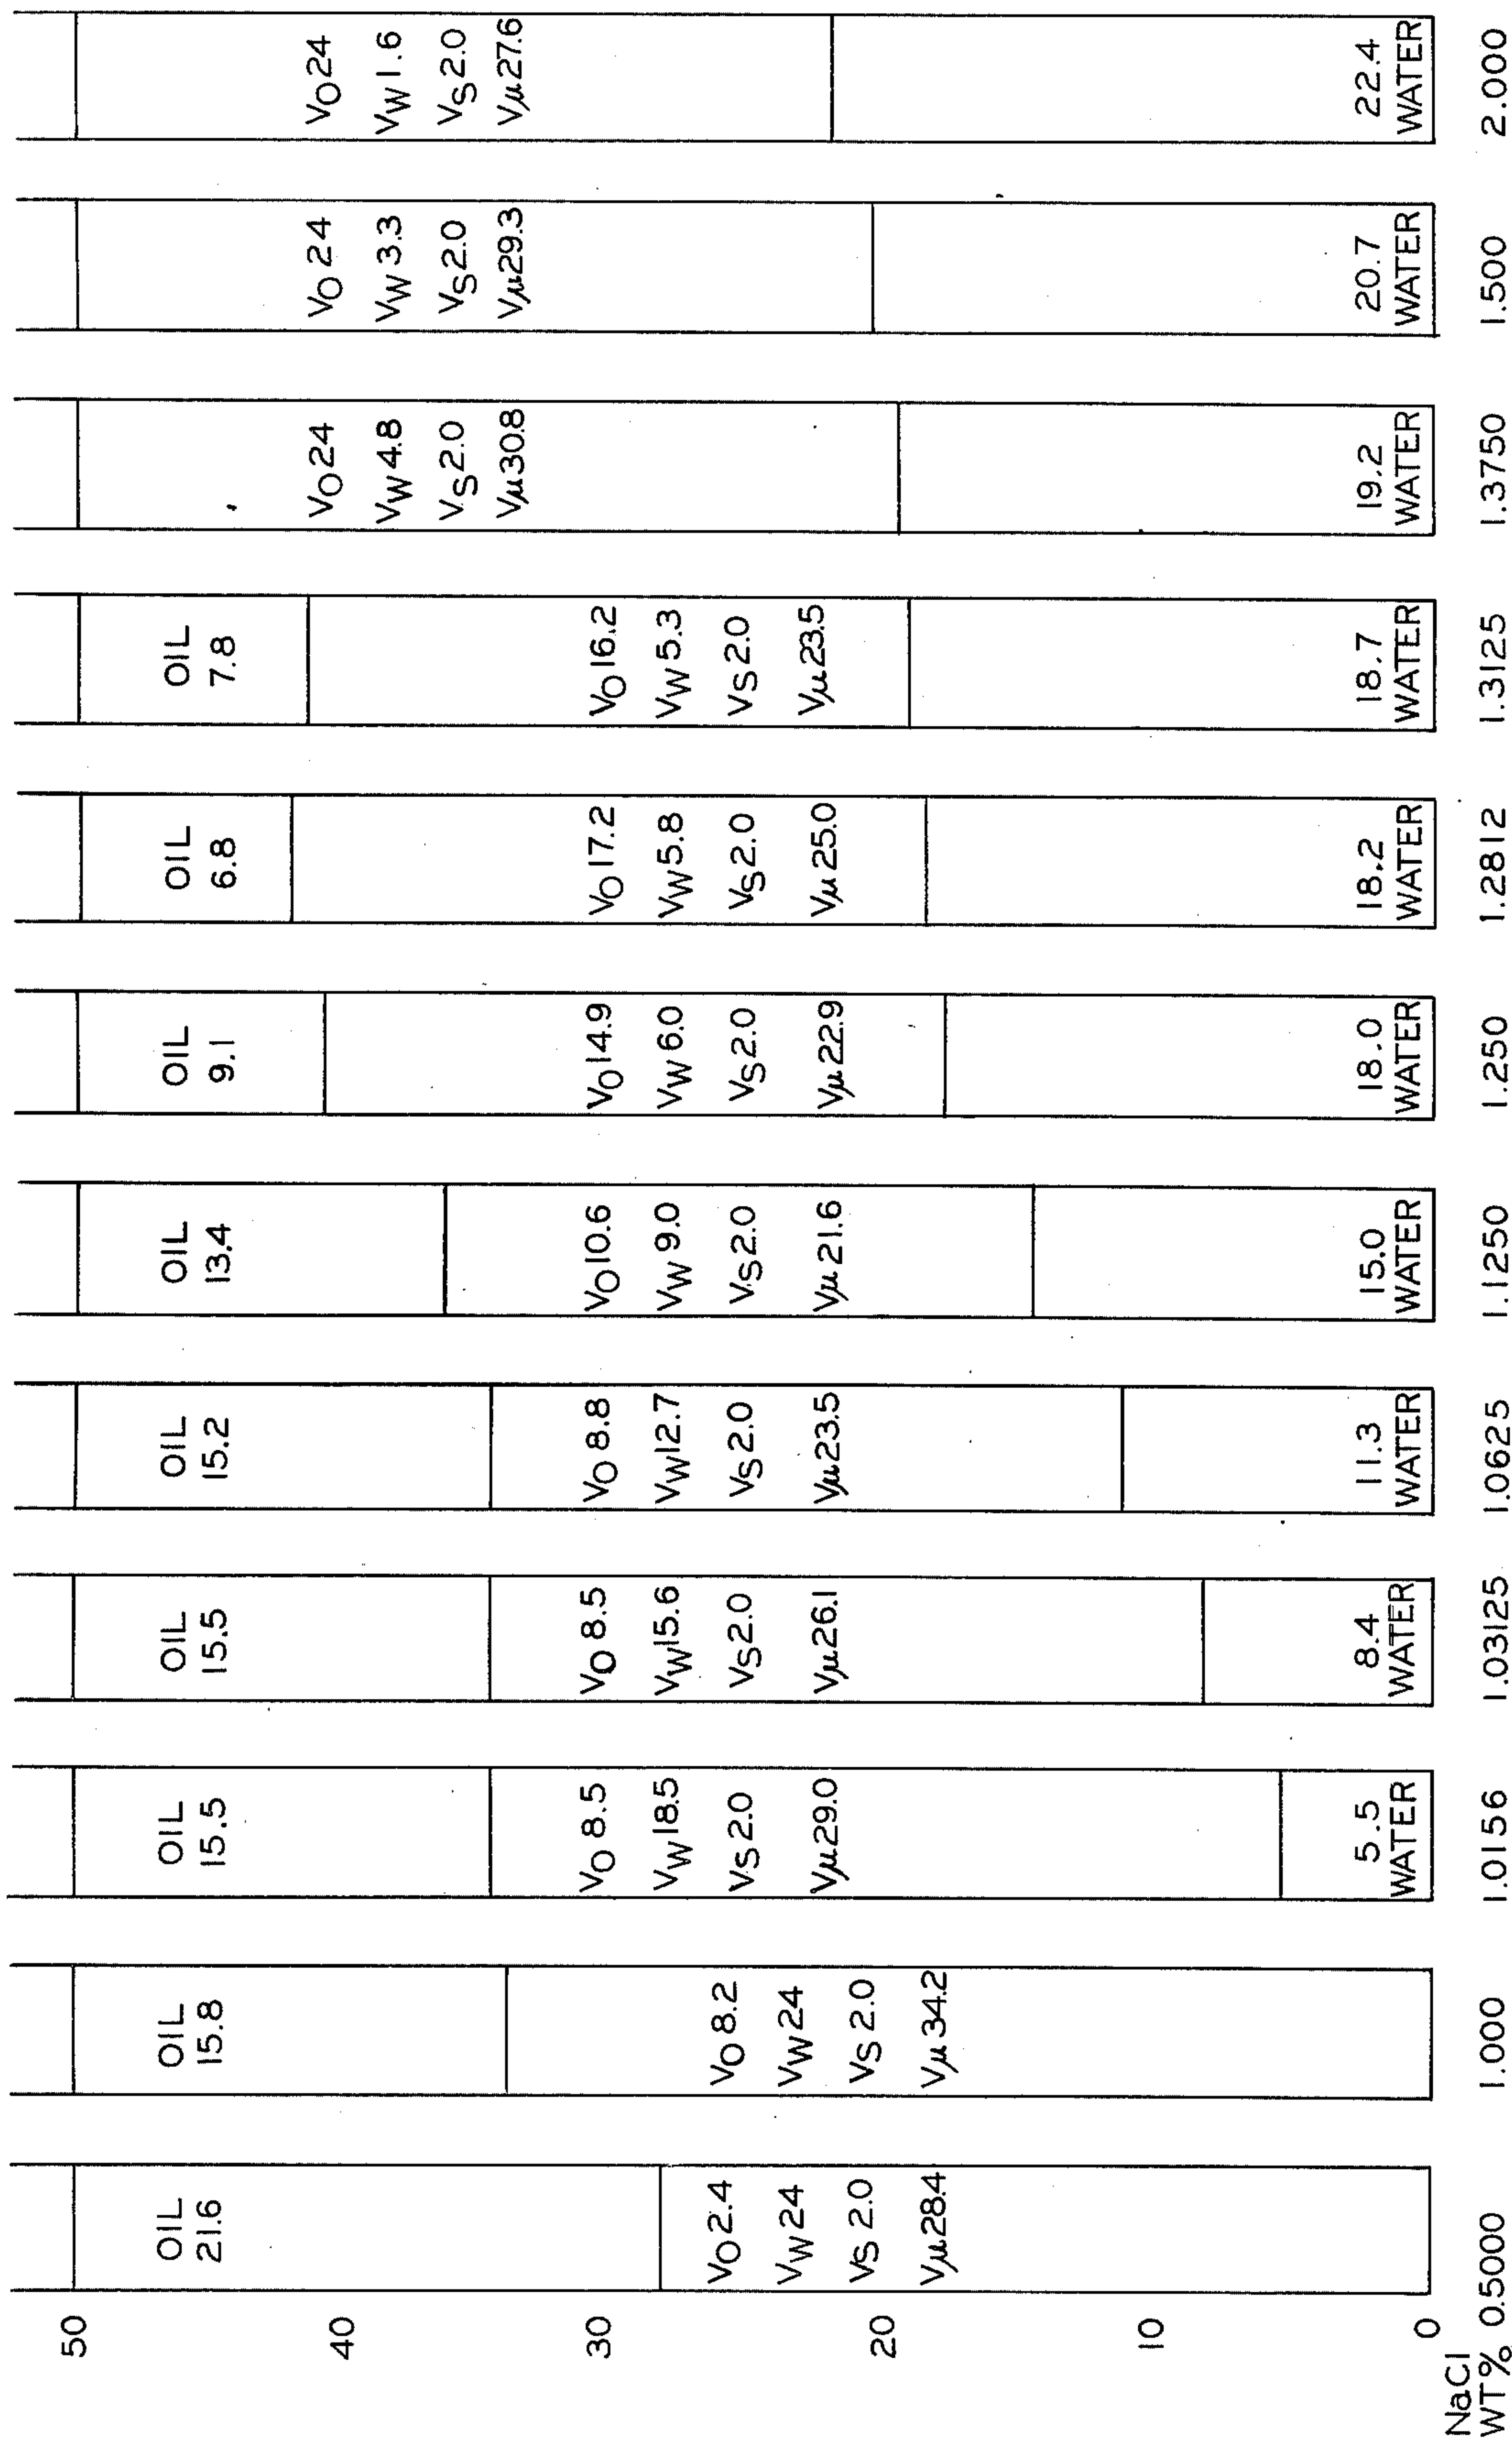 50
40
30
20
10
0
NaCl
WT%
OIL
21.6
VO 2.4
VW 24
VS 2.0
Vμ 28.4
0.5000
OIL
15.8
VO 8.2
VW 24
VS 2.0
Vμ 34.2
1.000
OIL
15.5
VO 8.5
VW 18.5
VS 2.0
Vμ 29.0
5.5
WATER
1.0156
OIL
15.5
VO 8.5
VW 15.6
VS 2.0
Vμ 26.1
8.4
WATER
1.03125
OIL
15.2
VO 8.8
VW 12.7
VS 2.0
Vμ 23.5
11.3
WATER
1.0625
OIL
13.4
VO 10.6
VW 9.0
VS 2.0
Vμ 21.6
15.0
WATER
1.1250
OIL
9.1
VO 14.9
VW 6.0
VS 2.0
Vμ 22.9
18.0
WATER
1.250
OIL
6.8
VO 17.2
VW 5.8
VS 2.0
Vμ 25.0
18.2
WATER
1.2812
OIL
7.8
VO 16.2
VW 5.3
VS 2.0
Vμ 23.5
18.7
WATER
1.3125
VO 24
VW 4.8
VS 2.0
Vμ 30.8
19.2
WATER
1.3750
VO 24
VW 3.3
VS 2.0
Vμ 29.3
20.7
WATER
1.500
VO 24
VW 1.6
VS 2.0
Vμ 27.6
22.4
WATER
2.000